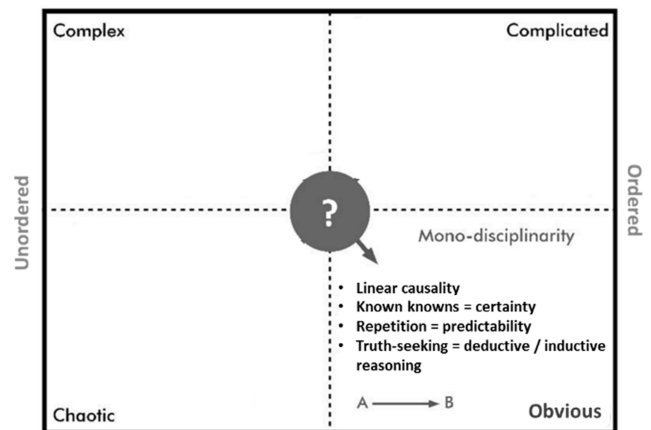 Complex
Complicated
Unordered
Ordered
?
Mono-disciplinarity
• Linear causality
• Known knowns = certainty
• Repetition = predictability
• Truth-seeking = deductive / inductive
reasoning
A B
Chaotic
Obvious